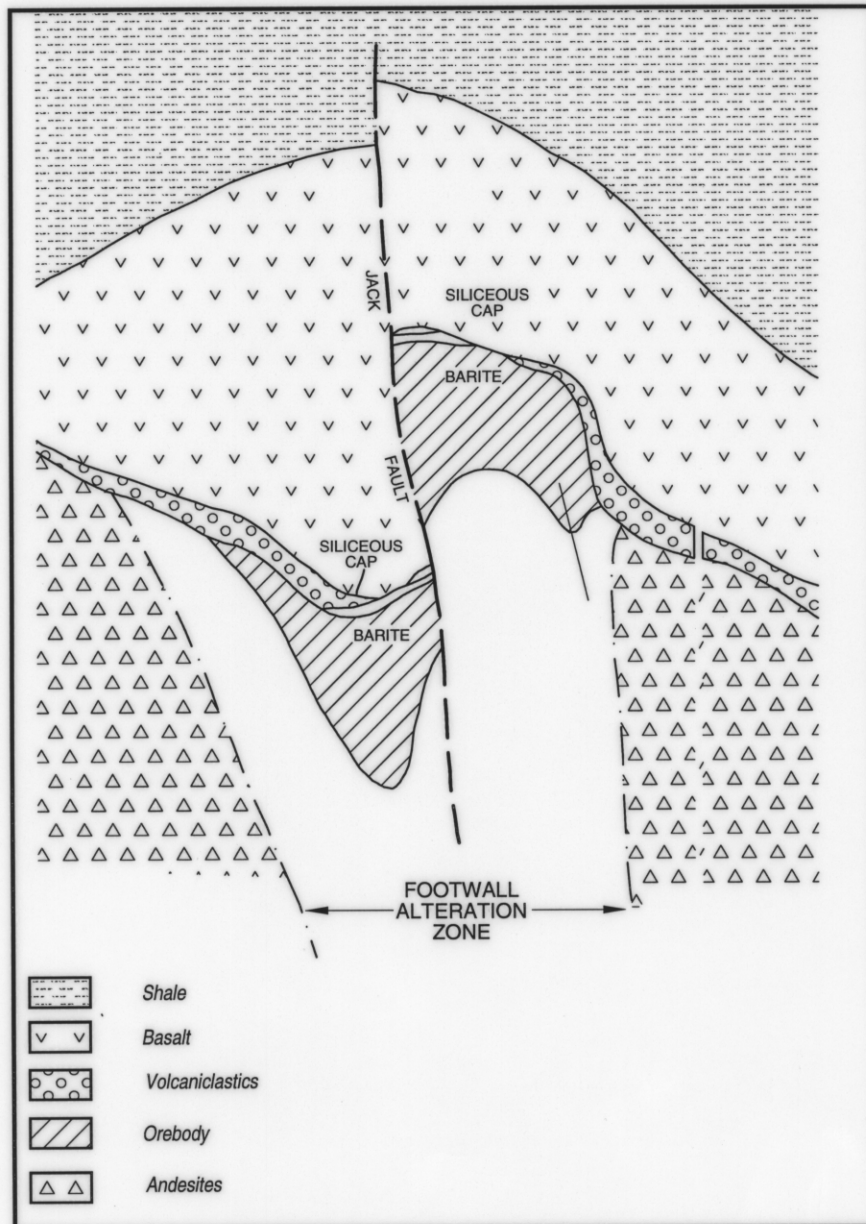 JACK
FAULT
SILICEOUS
CAP
BARITE
SILICEOUS
CAP
BARITE
FOOTWALL
ALTERATION
ZONE
Shale
Basalt
Volcaniclastics
Orebody
Andesites